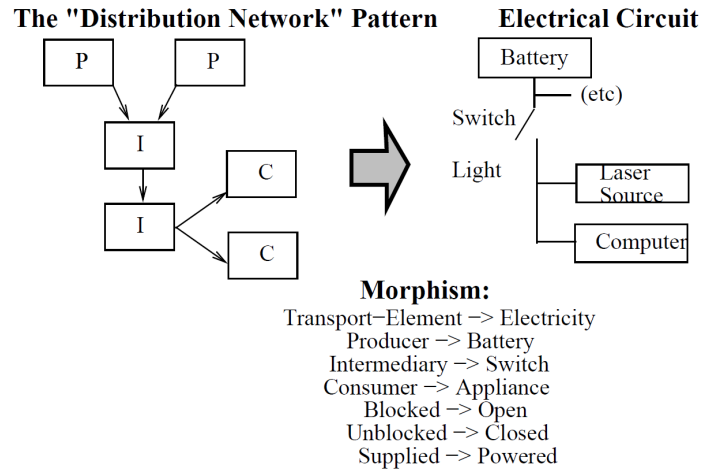 The "Distribution Network" Pattern
Electrical Circuit
P
P
I
I
C
C
Battery
(etc)
Switch
Light
Laser
Source
Computer
Morphism:
Transport−Element −> Electricity
Producer −> Battery
Intermediary −> Switch
Consumer −> Appliance
Blocked −> Open
Unblocked −> Closed
Supplied −> Powered